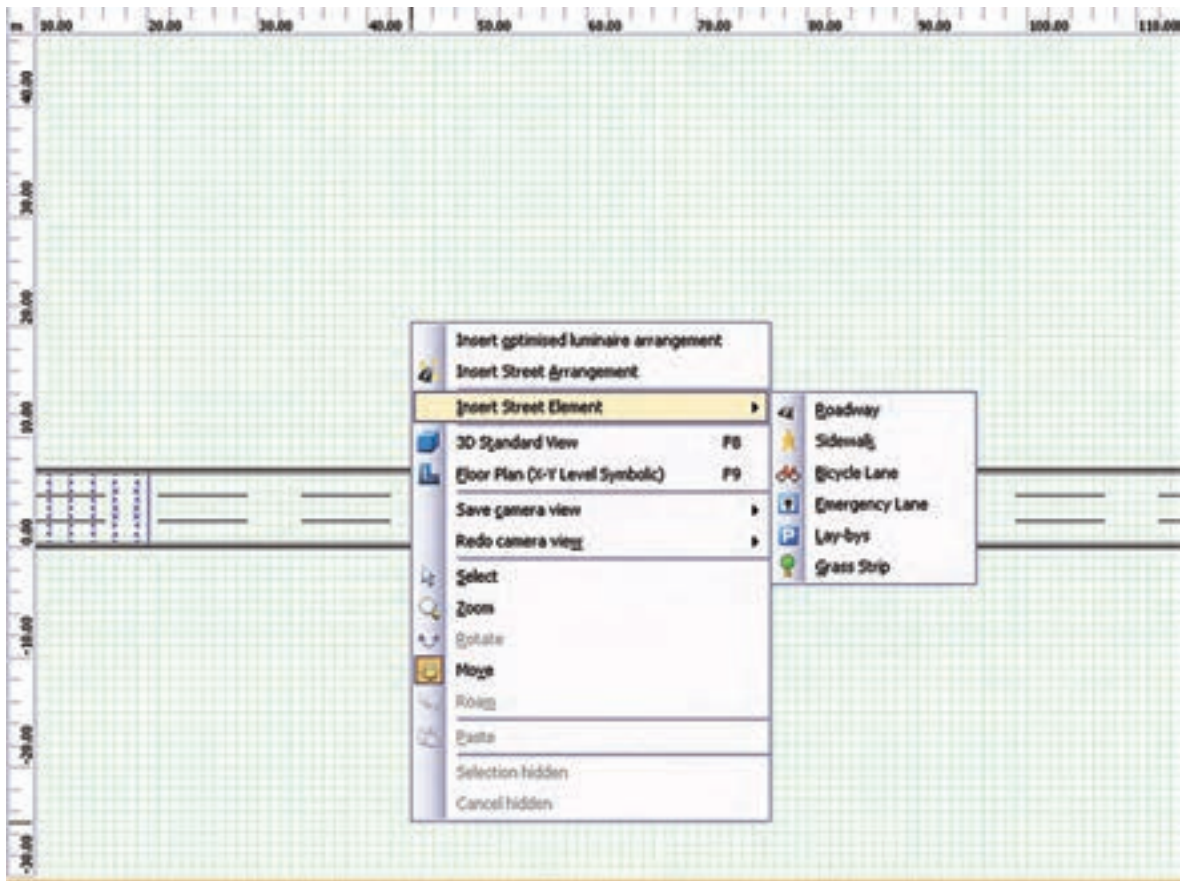 m 10.00 20.00 30.00 40.00 50.00 60.00 70.00 80.00 90.00 100.00 110.00
40.00
30.00
20.00
10.00
0.00
-10.00
-20.00
-30.00
Insert optimised luminaire arrangement
Insert Street Arrangement
Insert Street Element
3D Standard View F8
Floor Plan (X-Y Level Symbolic) F9
Save camera view
Redo camera view
Select
Zoom
Rotate
Move
Roam
Paste
Selection hidden
Cancel hidden
Roadway
Sidewalk
Bicycle Lane
Emergency Lane
Lay-bys
Grass Strip